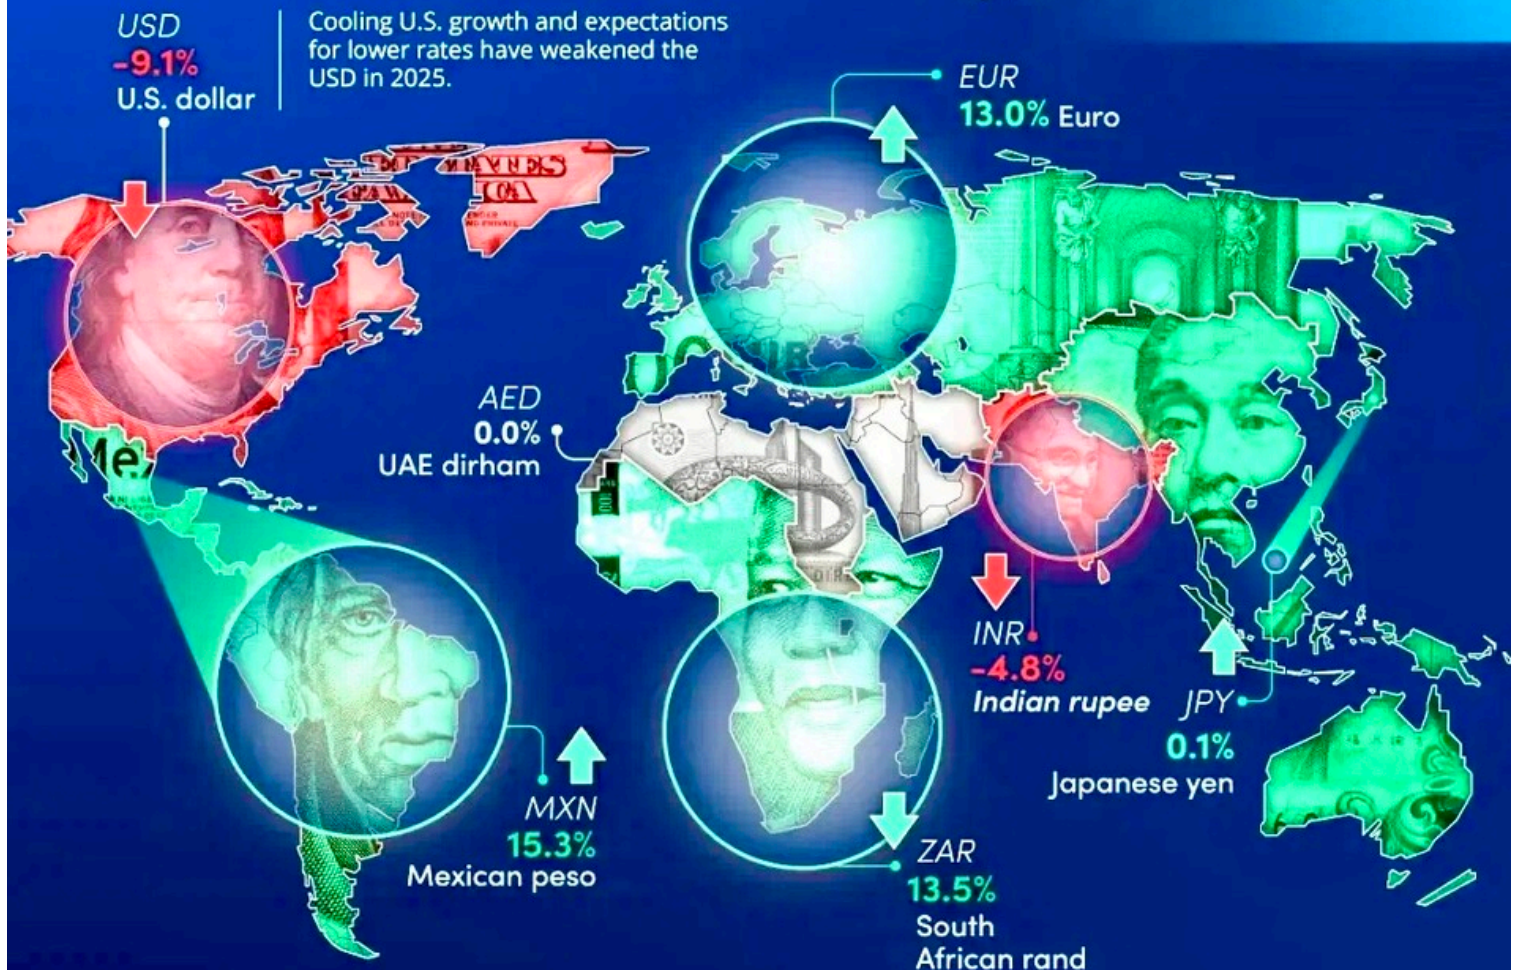 USD
-9.1%
U.S. dollar
Cooling U.S. growth and expectations
for lower rates have weakened the
USD in 2025.
EUR
13.0% Euro
AED
0.0%
UAE dirham
Me
INR
-4.8%
Indian rupee
JPY
0.1%
Japanese yen
MXN
15.3%
Mexican peso
ZAR
13.5%
South
African rand